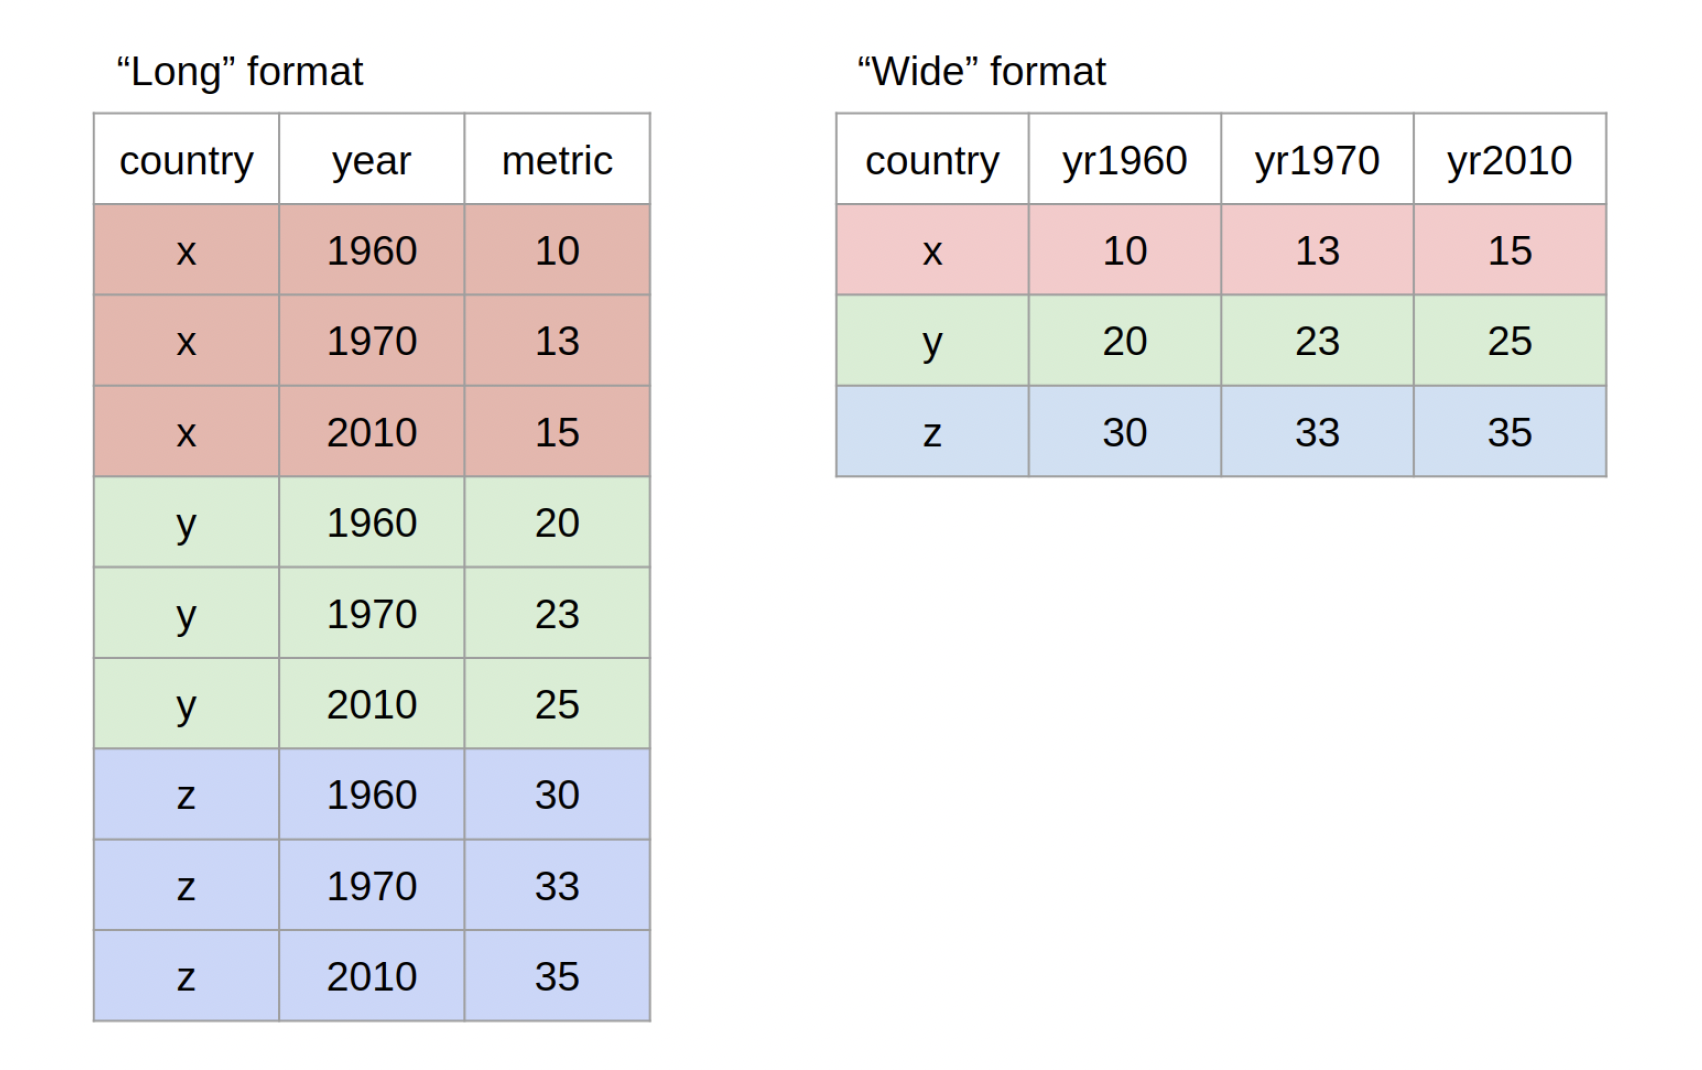 “Long” format
country year metric
x 1960 10
x 1970 13
x 2010 15
y 1960 20
y 1970 23
y 2010 25
z 1960 30
z 1970 33
z 2010 35
“Wide” format
country yr1960 yr1970 yr2010
x 10 13 15
y 20 23 25
z 30 33 35